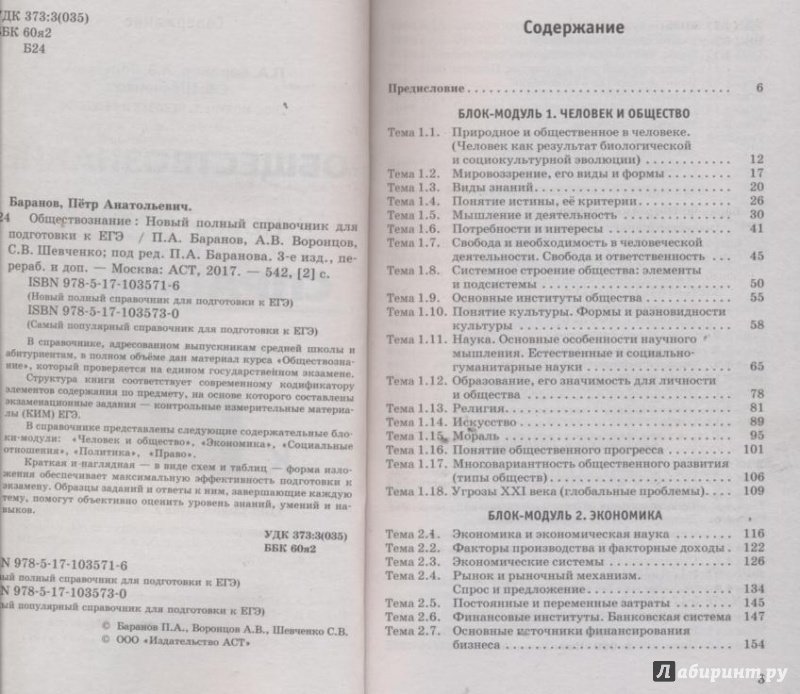 УДК 373:3(035)
ББК 60я2
Б24
Баранов, Пётр Анатольевич.
Обществознание : Новый полный справочник для
подготовки к ЕГЭ / П.А. Баранов, А.В. Воронцов,
С.В. Шевченко; под ред. П.А. Баранова. 3-е изд., пе-
рераб. и доп. — Москва: АСТ, 2017. — 542, [2] с.
ISBN 978-5-17-103571-6
(Новый полный справочник для подготовки к ЕГЭ)
ISBN 978-5-17-103573-0
(Самый популярный справочник для подготовки к ЕГЭ)
В справочнике, адресованном выпускникам средней школы и
абитуриентам, в полном объёме дан материал курса «Обществозна-
ние», который проверяется на едином государственном экзамене.
Структура книги соответствует современному кодификатору
элементов содержания по предмету, на основе которого составлены
экзаменационные задания — контрольные измерительные материа-
лы (КИМ) ЕГЭ.
В справочнике представлены следующие содержательные бло-
ки-модули: «Человек и общество», «Экономика», «Социальные
отношения», «Политика», «Право».
Краткая и наглядная — в виде схем и таблиц — форма изло-
жения обеспечивает максимальную эффективность подготовки к
экзамену. Образцы заданий и ответы к ним, завершающие каждую
тему, помогут объективно оценить уровень знаний, умений и на-
выков.
УДК 373:3(035)
ББК 60я2
N 978-5-17-103571-6
вый полный справочник для подготовки к ЕГЭ)
N 978-5-17-103573-0
ый популярный справочник для подготовки к ЕГЭ)
© Баранов П.А., Воронцов А.В., Шевченко С.В.
© ООО «Издательство АСТ»
Содержание
Предисловие 6
БЛОК-МОДУЛЬ 1. ЧЕЛОВЕК И ОБЩЕСТВО
Тема 1.1. Природное и общественное в человеке.
(Человек как результат биологической
и социокультурной эволюции) 12
Тема 1.2. Мировоззрение, его виды и формы 17
Тема 1.3. Виды знаний 20
Тема 1.4. Понятие истины, её критерии 26
Тема 1.5. Мышление и деятельность 30
Тема 1.6. Потребности и интересы 41
Тема 1.7. Свобода и необходимость в человеческой
деятельности. Свобода и ответственность 45
Тема 1.8. Системное строение общества: элементы
и подсистемы 50
Тема 1.9. Основные институты общества 55
Тема 1.10. Понятие культуры. Формы и разновидности
культуры 58
Тема 1.11. Наука. Основные особенности научного
мышления. Естественные и социально-
гуманитарные науки 65
Тема 1.12. Образование, его значимость для личности
и общества 78
Тема 1.13. Религия 81
Тема 1.14. Искусство 89
Тема 1.15. Мораль 95
Тема 1.16. Понятие общественного прогресса 101
Тема 1.17. Многовариантность общественного развития
(типы обществ) 106
Тема 1.18. Угрозы XXI века (глобальные проблемы) 109
БЛОК-МОДУЛЬ 2. ЭКОНОМИКА
Тема 2.1. Экономика и экономическая наука 116
Тема 2.2. Факторы производства и факторные доходы 122
Тема 2.3. Экономические системы 126
Тема 2.4. Рынок и рыночный механизм.
Спрос и предложение 134
Тема 2.5. Постоянные и переменные затраты 145
Тема 2.6. Финансовые институты. Банковская система 147
Тема 2.7. Основные источники финансирования
бизнеса 154
3
Лабиринт.ру